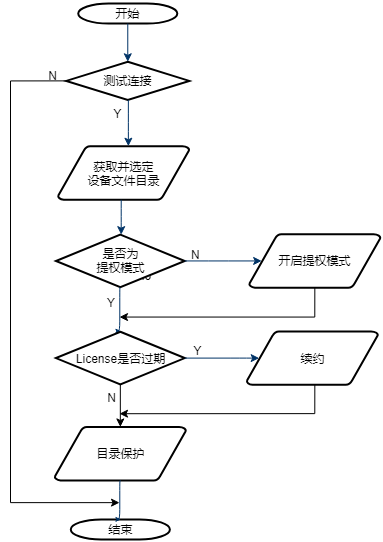 开始
N
测试连接
Y
获取并选定
设备文件目录
是否为
提权模式
N
开启提权模式
Y
License是否过期
Y
续约
N
目录保护
结束